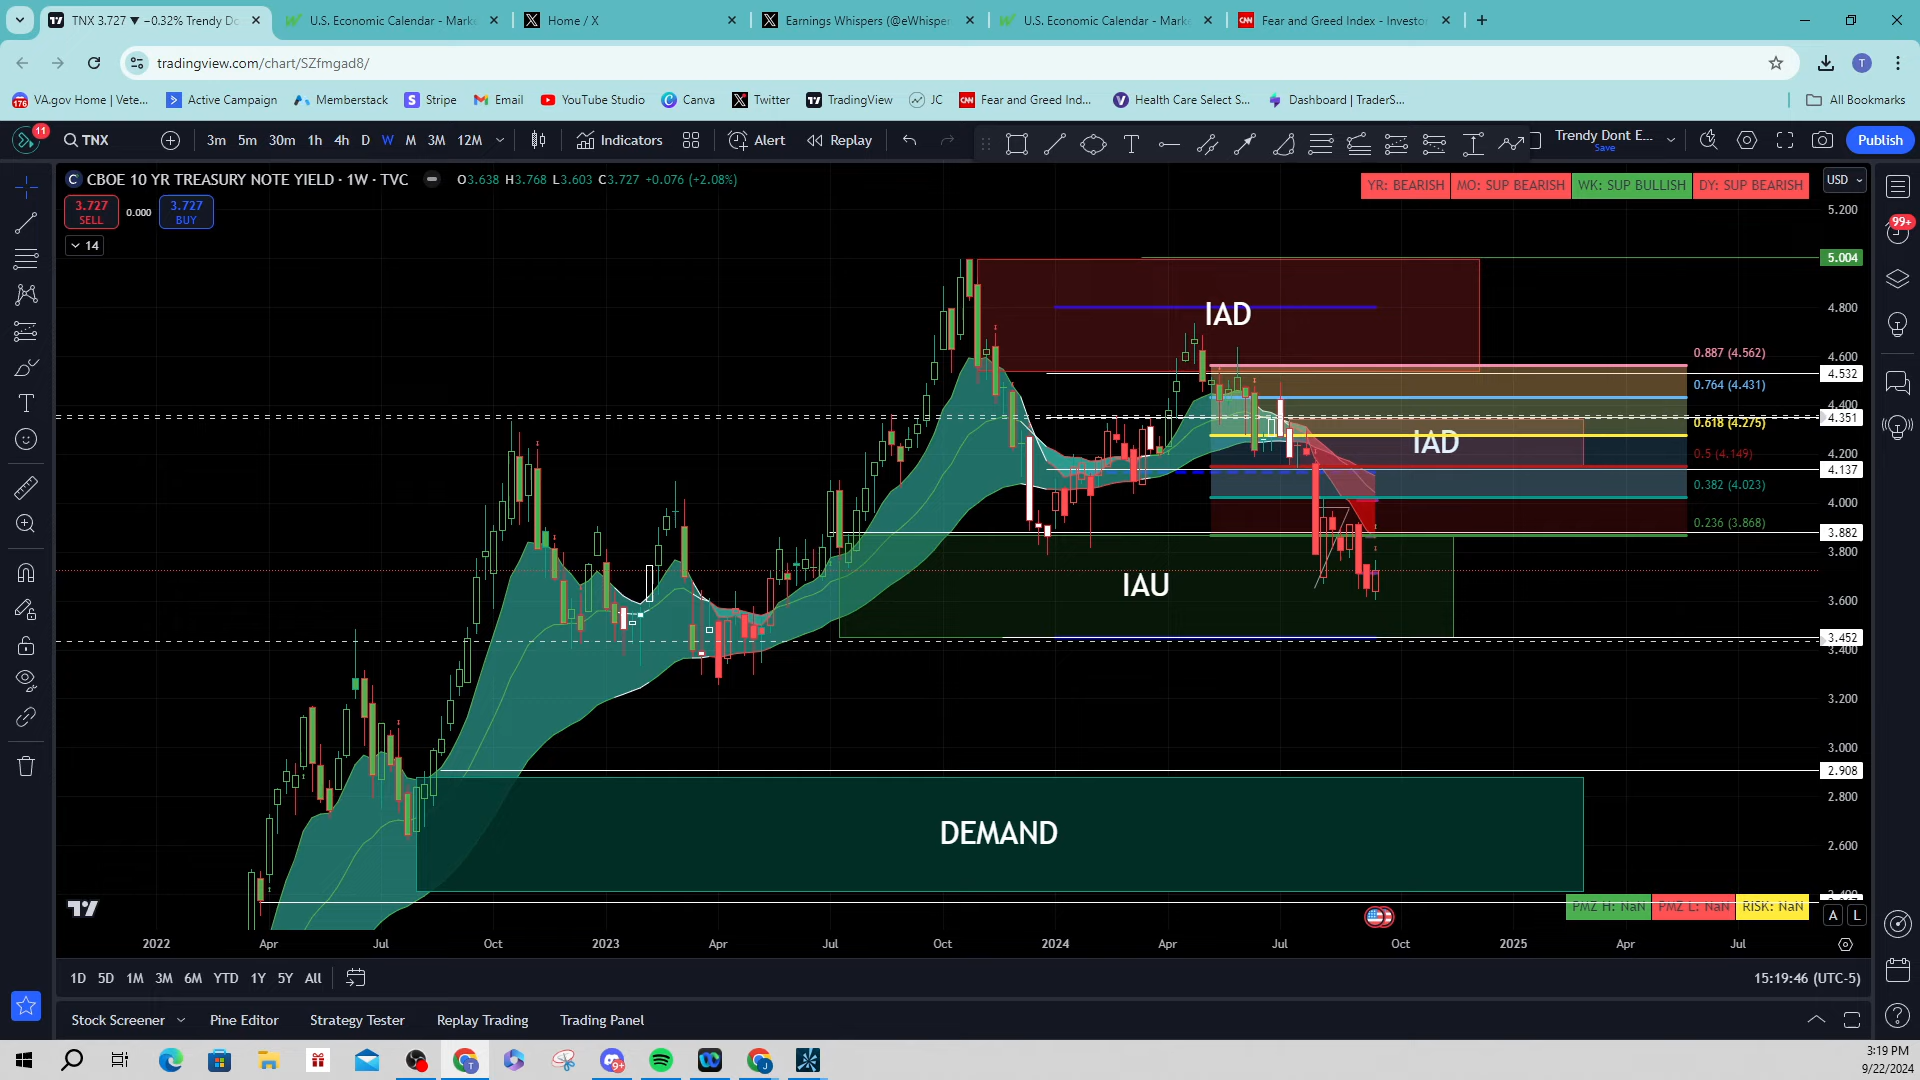 TNX 3.727 ▼ −0.32% Trendy Do
U.S. Economic Calendar - Mark
Home / X
Earnings Whispers (@eWhisper
U.S. Economic Calendar - Mark
CNN
Fear and Greed Index - Investo
tradingview.com/chart/SZfmgad8/
T
176
VA.gov Home | Vete...
Active Campaign
Memberstack
Stripe
Email
YouTube Studio
Canva
Twitter
TradingView
JC
Fear and Greed Ind...
Health Care Select S...
Dashboard | TraderS...
All Bookmarks
11
TNX
3m 5m 30m 1h 4h D W M 3M 12M
Indicators
Alert
Replay
Trendy Dont E...
Save
Publish
CBOE 10 YR TREASURY NOTE YIELD · 1W · TVC
O3.638 H3.768 L3.603 C3.727 +0.076 (+2.08%)
YR: BEARISH MO: SUP BEARISH WK: SUP BULLISH DY: SUP BEARISH
USD
3.727
SELL
0.000
3.727
BUY
14
99+
5.200
5.004
4.800
4.600
4.532
4.400
4.351
4.200
4.137
4.000
3.882
3.800
3.600
3.452
3.400
3.200
3.000
2.908
2.800
2.600
IAD
0.887 (4.562)
0.764 (4.431)
0.618 (4.275)
IAD
0.5 (4.149)
0.382 (4.023)
0.236 (3.868)
IAU
DEMAND
PMZ H: NaN PMZ L: NaN RISK: NaN
A L
2022 Apr Jul Oct 2023 Apr Jul Oct 2024 Apr Jul Oct 2025 Apr Jul
1D 5D 1M 3M 6M YTD 1Y 5Y All
15:19:46 (UTC-5)
Stock Screener
Pine Editor
Strategy Tester
Replay Trading
Trading Panel
9+
3:19 PM
9/22/2024